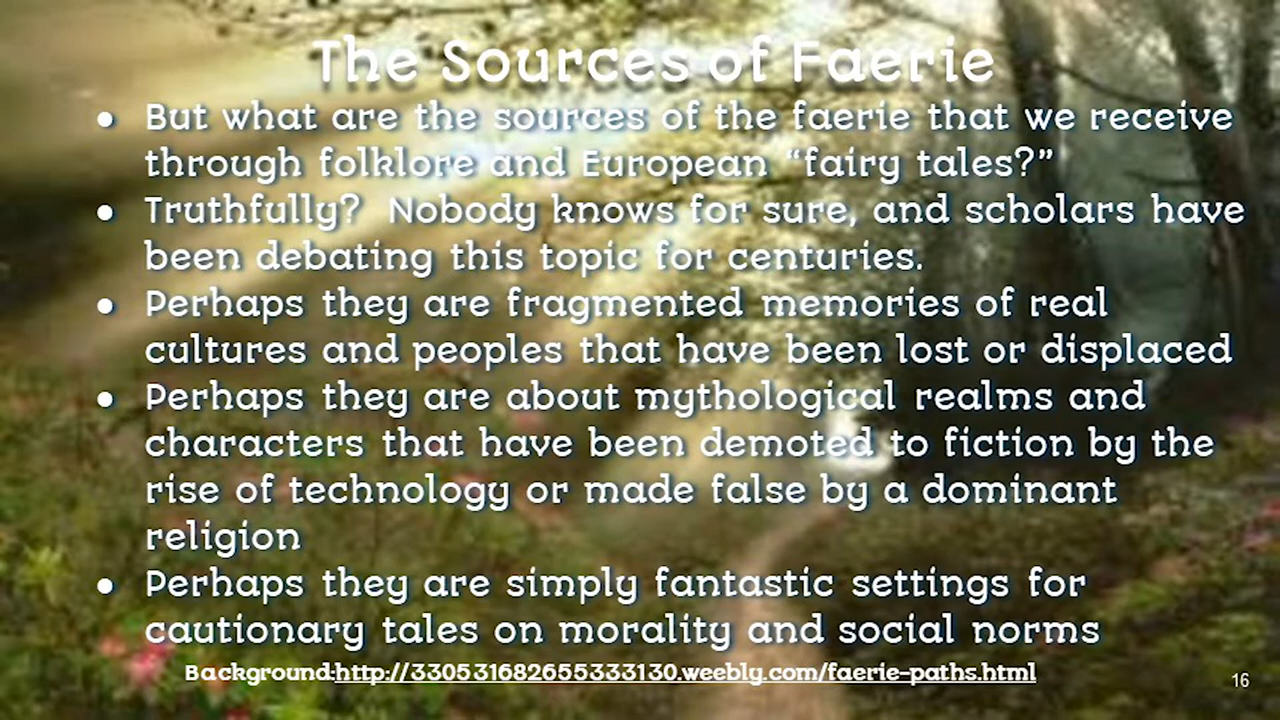 The Sources of Faerie
● But what are the sources of the faerie that we receive
through folklore and European “fairy tales?”
● Truthfully?  Nobody knows for sure, and scholars have
been debating this topic for centuries.
● Perhaps they are fragmented memories of real
cultures and peoples that have been lost or displaced
● Perhaps they are about mythological realms and
characters that have been demoted to fiction by the
rise of technology or made false by a dominant
religion
● Perhaps they are simply fantastic settings for
cautionary tales on morality and social norms
Background:http://330531682655333130.weebly.com/faerie-paths.html
16